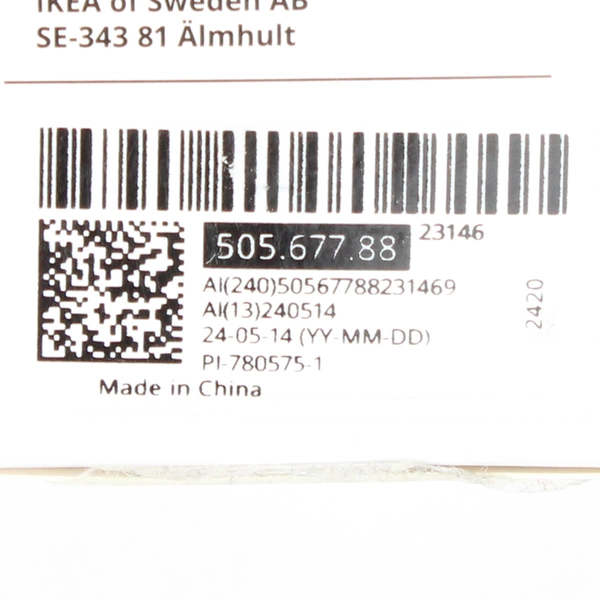 IKEA of Sweden AB
SE-343 81 Älmhult
505.677.88 23146
AI(240)50567788231469
AI(13)240514
24-05-14 (YY-MM-DD)
PI-780575-1
2420
Made in China